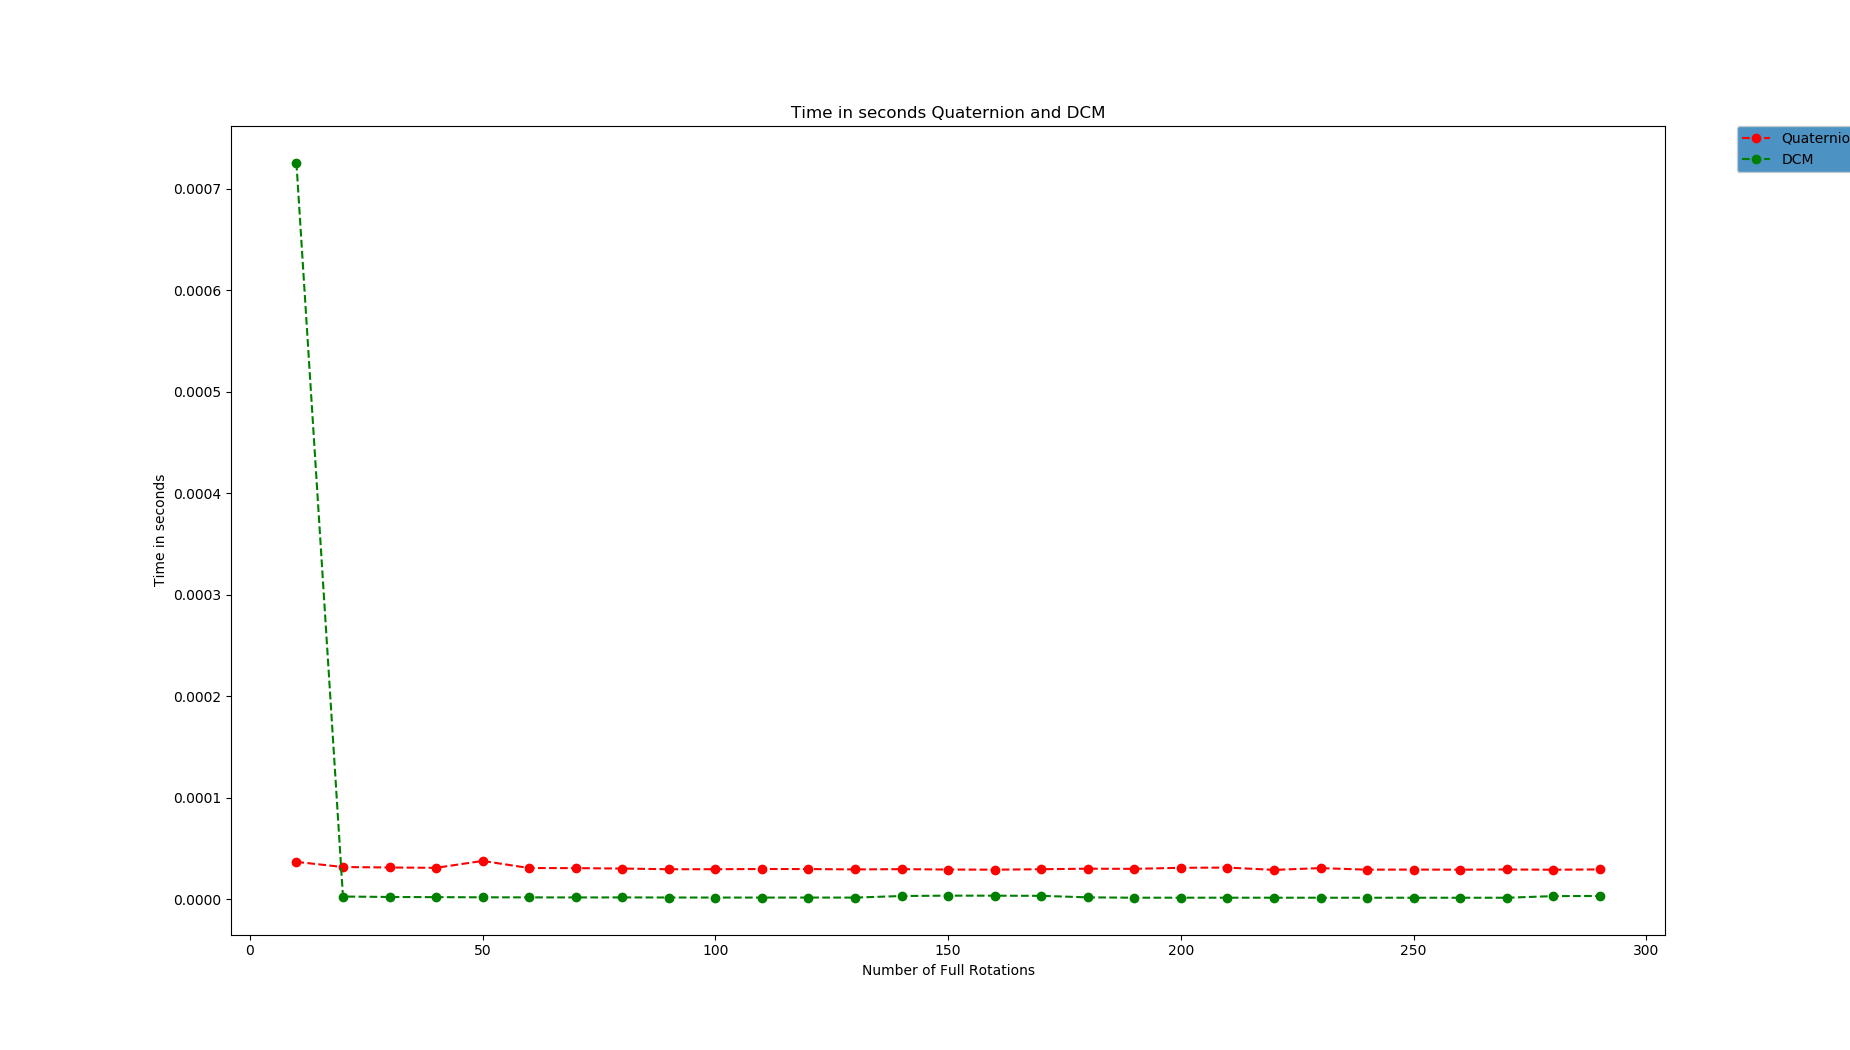 Time in seconds Quaternion and DCM
Quaternio
DCM
0.0007
0.0006
0.0005
0.0004
0.0003
0.0002
0.0001
0.0000
Time in seconds
0 50 100 150 200 250 300
Number of Full Rotations